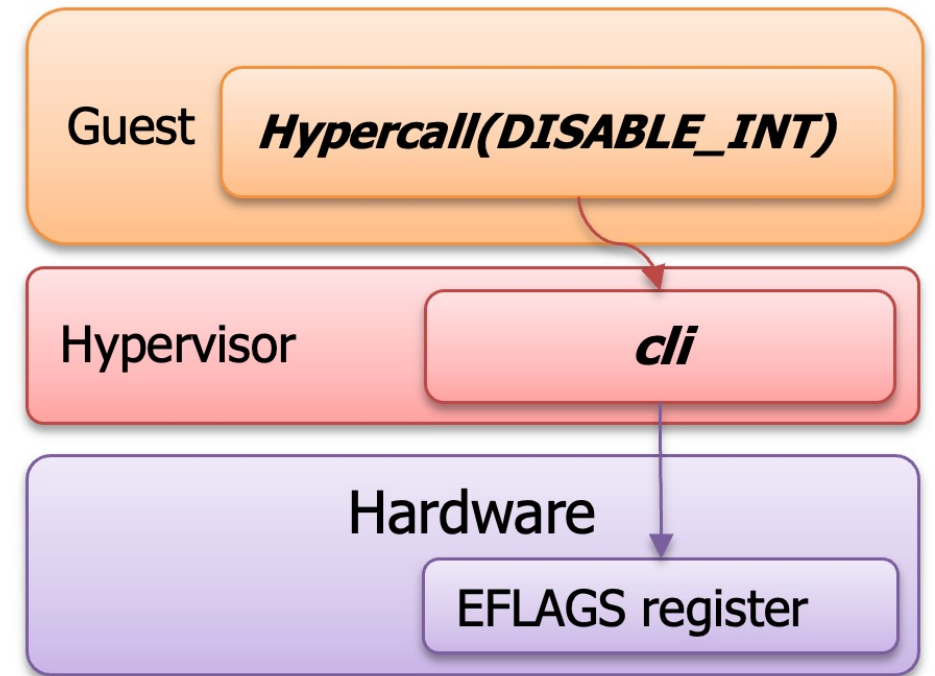 Guest
Hypercall(DISABLE_INT)
Hypervisor
cli
Hardware
EFLAGS register